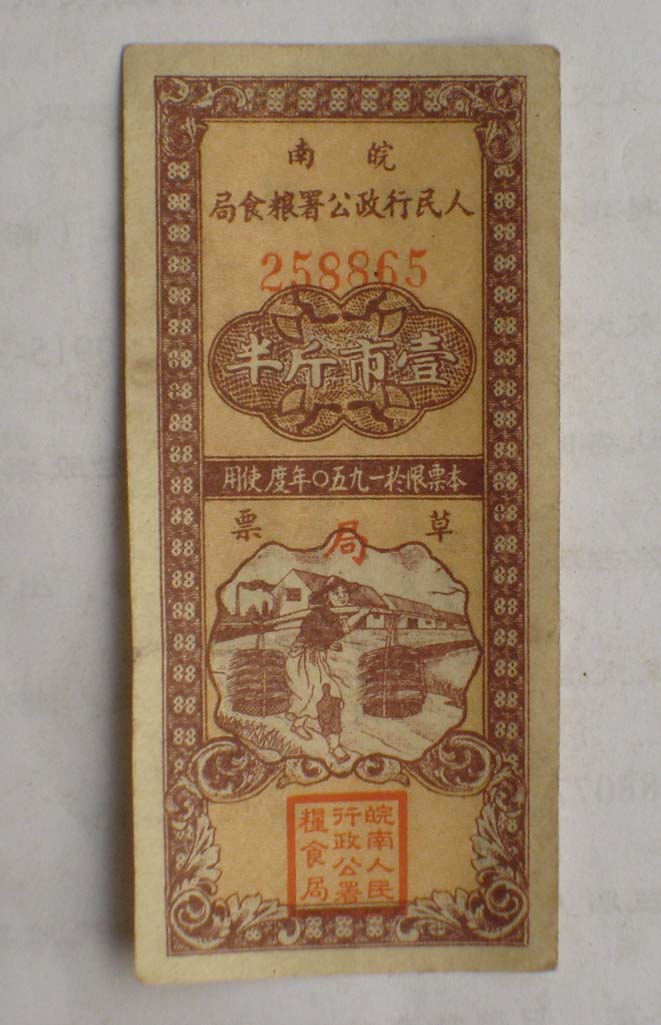 皖南
人民行政公署粮食局
258865
壹市斤半
本票限於一九五〇年度使用
草票
局
皖南人民
行政公署
糧食局